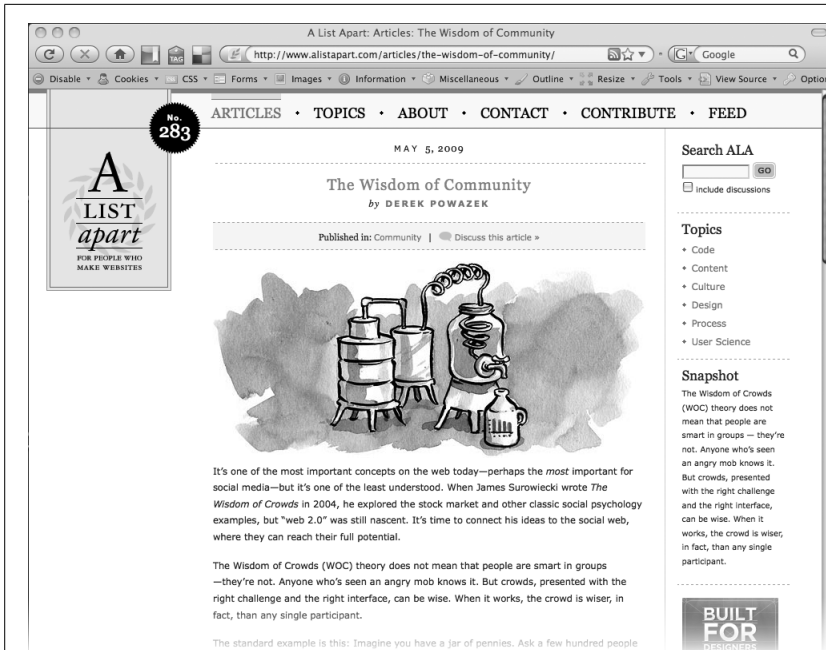 A List Apart: Articles: The Wisdom of Community
TAG
http://www.alistapart.com/articles/the-wisdom-of-community/
G
Google
Disable
Cookies
CSS
Forms
Images
Information
Miscellaneous
Outline
Resize
Tools
View Source
Optio
No.
283
ARTICLES • TOPICS • ABOUT • CONTACT • CONTRIBUTE • FEED
A
LIST
apart
FOR PEOPLE WHO
MAKE WEBSITES
MAY 5, 2009
The Wisdom of Community
by DEREK POWAZEK
Published in: Community | Discuss this article »
It's one of the most important concepts on the web today—perhaps the most important for
social media—but it's one of the least understood. When James Surowiecki wrote The
Wisdom of Crowds in 2004, he explored the stock market and other classic social psychology
examples, but "web 2.0" was still nascent. It's time to connect his ideas to the social web,
where they can reach their full potential.
The Wisdom of Crowds (WOC) theory does not mean that people are smart in groups
—they're not. Anyone who's seen an angry mob knows it. But crowds, presented with the
right challenge and the right interface, can be wise. When it works, the crowd is wiser, in
fact, than any single participant.
The standard example is this: Imagine you have a jar of pennies. Ask a few hundred people
Search ALA
GO
include discussions
Topics
Code
Content
Culture
Design
Process
User Science
Snapshot
The Wisdom of Crowds
(WOC) theory does not
mean that people are
smart in groups — they're
not. Anyone who's seen
an angry mob knows it.
But crowds, presented
with the right challenge
and the right interface,
can be wise. When it
works, the crowd is wiser,
in fact, than any single
participant.
BUILT
FOR
DESIGNERS